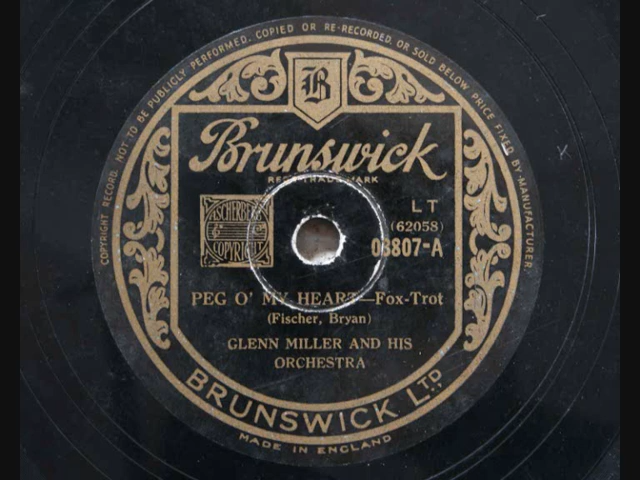 COPYRIGHT RECORD. NOT TO BE PUBLICLY PERFORMED, COPIED OR RE-RECORDED OR SOLD BELOW PRICE FIXED BY MANUFACTURER.
B
Brunswick
REGD TRADE MARK
LT
(62058)
ASCHERBERG
COPYRIGHT
03807-A
PEG O' MY HEART—Fox-Trot
(Fischer, Bryan)
GLENN MILLER AND HIS
ORCHESTRA
BRUNSWICK LTD.,
MADE IN ENGLAND